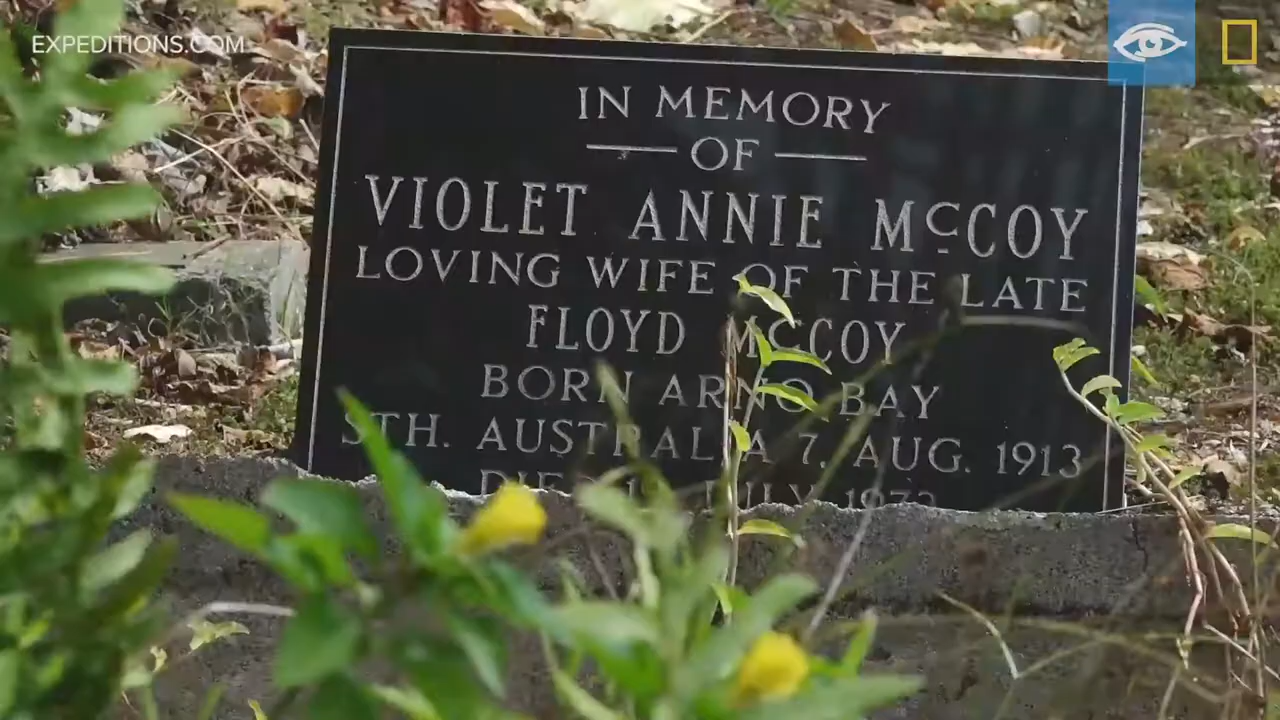 EXPEDITIONS.COM
IN MEMORY
OF
VIOLET ANNIE McCOY
LOVING WIFE OF THE LATE
FLOYD McCOY
BORN ARNO BAY
STH. AUSTRALIA 7. AUG. 1913
JULY